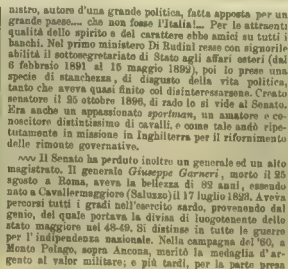 nistro, autore d'una grande politica, fatta apposta per un
grande paese.... che non fosse l'Italia!... Per le attraenti
qualità dello spirito e del carattere ebbe amici su tutti i
banchi. Nel primo ministero Di Rudinì resse con signorile
abilità il sottosegretariato di Stato agli affari esteri (dal
6 febbraio 1891 al 15 maggio 1892), poi lo prese una
specie di stanchezza, di disgusto della vita politica,
tanto che aveva quasi finito col disinteressarsene. Creato
senatore il 25 ottobre 1896, di rado lo si vide al Senato.
Era anche un appassionato sportman, un amatore e co-
noscitore distintissimo di cavalli, e come tale andò ripe-
tutamente in missione in Inghilterra per il rifornimento
delle rimonte governative.
Il Senato ha perduto inoltre un generale ed un alto
magistrato. Il generale Giuseppe Garneri, morto il 25
agosto a Roma, aveva la bellezza di 82 anni, essendo
nato a Cavallermaggiore (Saluzzo) il 17 luglio 1823. Aveva
percorsi tutti i gradi nell'esercito sardo, provenendo dal
genio, del quale portava la divisa di luogotenente dello
stato maggiore nel 48-49. Si distinse in tutte le guerre
per l'indipendenza nazionale. Nella campagna del '60, a
Monte Pelago, sopra Ancona, meritò la medaglia d'ar-
gento al valor militare; e più tardi, per la parte presa